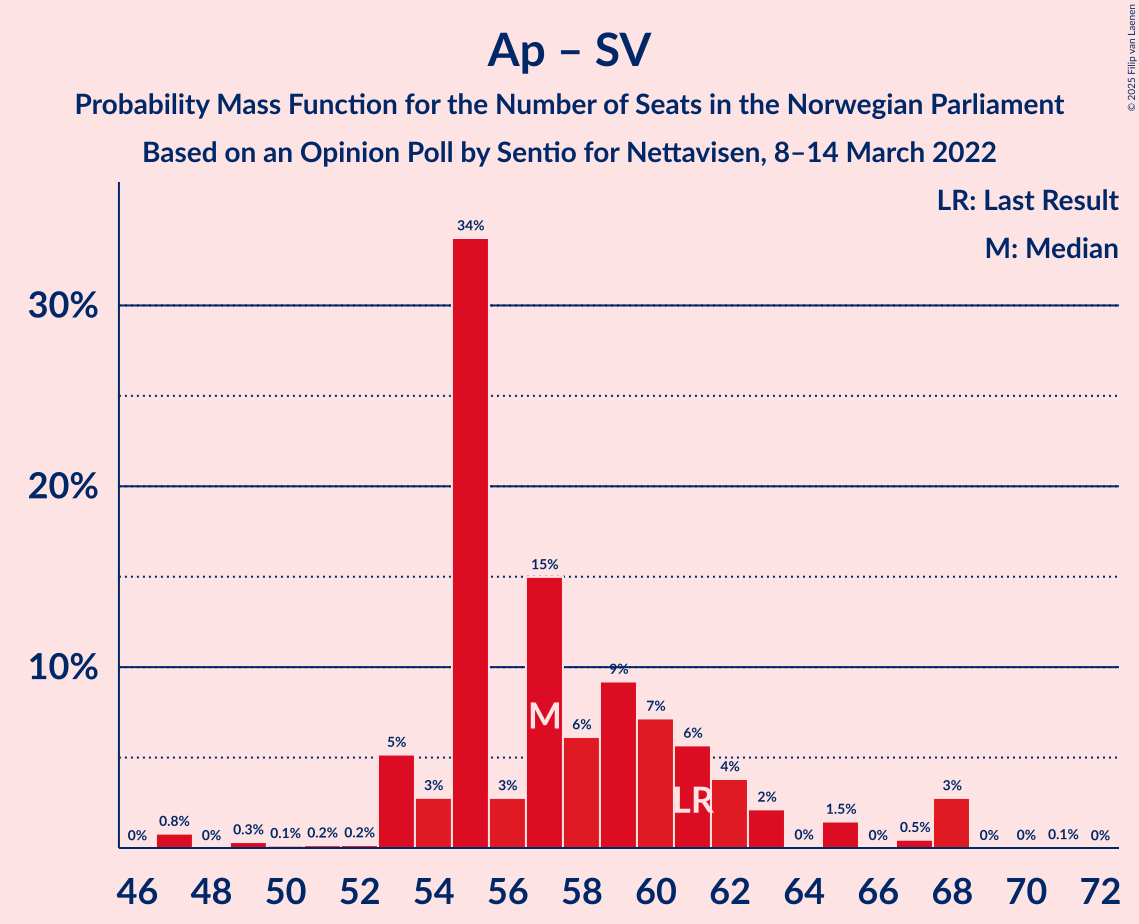 Ap – SV
Probability Mass Function for the Number of Seats in the Norwegian Parliament
Based on an Opinion Poll by Sentio for Nettavisen, 8–14 March 2022
© 2025 Filip van Laenen
LR: Last Result
M: Median
30%
20%
10%
0% 0.8% 0% 0.3% 0.1% 0.2% 0.2% 5% 3% 34% 3% 15% 6% 9% 7% 6% 4% 2% 0% 1.5% 0% 0.5% 3% 0% 0% 0.1% 0%
M
LR
46 48 50 52 54 56 58 60 62 64 66 68 70 72